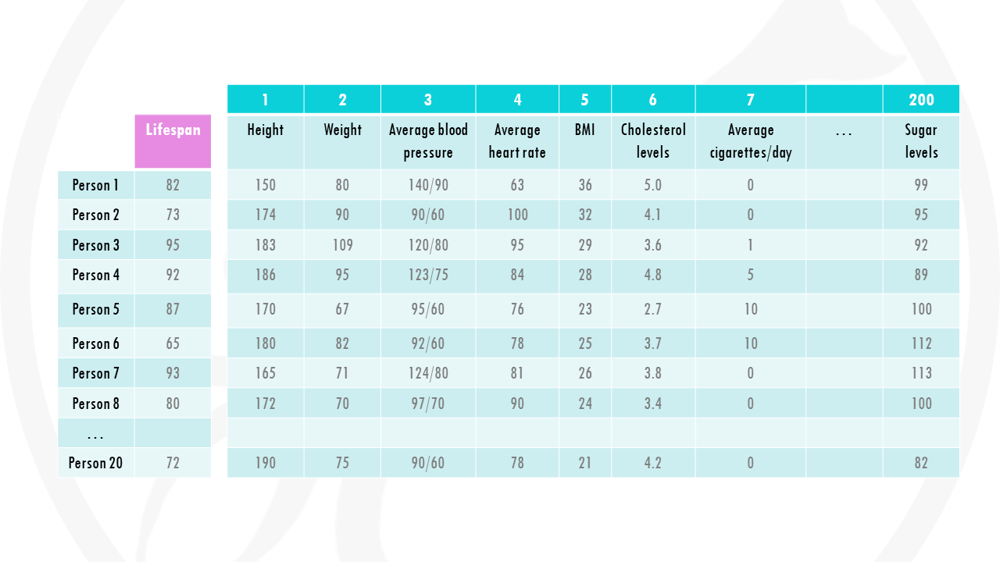 1 2 3 4 5 6 7 200
Lifespan Height Weight Average blood Average BMI Cholesterol Average ... Sugar
pressure heart rate levels cigarettes/day levels
Person 1 82 150 80 140/90 63 36 5.0 0 99
Person 2 73 174 90 90/60 100 32 4.1 0 95
Person 3 95 183 109 120/80 95 29 3.6 1 92
Person 4 92 186 95 123/75 84 28 4.8 5 89
Person 5 87 170 67 95/60 76 23 2.7 10 100
Person 6 65 180 82 92/60 78 25 3.7 10 112
Person 7 93 165 71 124/80 81 26 3.8 0 113
Person 8 80 172 70 97/70 90 24 3.4 0 100
...
Person 20 72 190 75 90/60 78 21 4.2 0 82